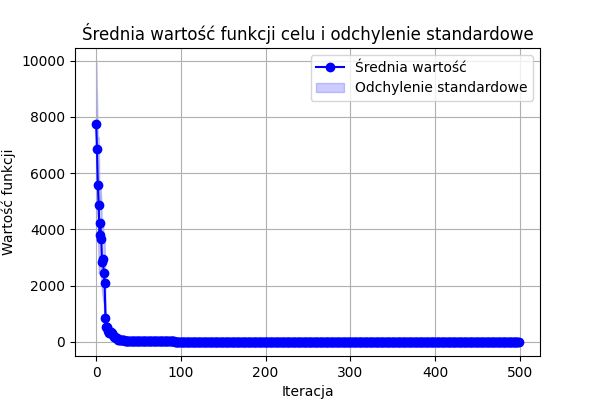 Średnia wartość funkcji celu i odchylenie standardowe
Średnia wartość
Odchylenie standardowe
Wartość funkcji
10000
8000
6000
4000
2000
0
0 100 200 300 400 500
Iteracja